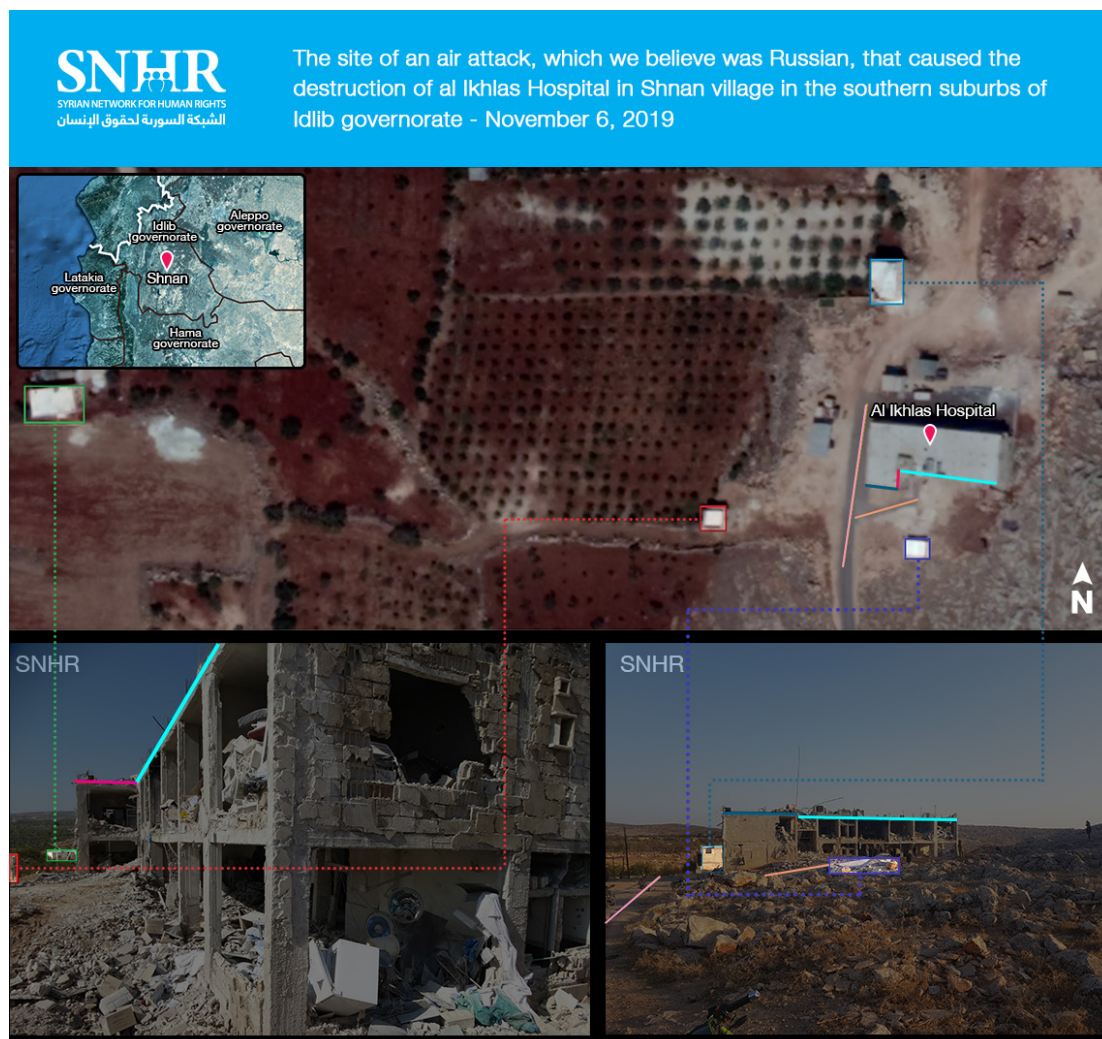 SNHR
SYRIAN NETWORK FOR HUMAN RIGHTS
الشبكة السورية لحقوق الإنسان
The site of an air attack, which we believe was Russian, that caused the
destruction of al Ikhlas Hospital in Shnan village in the southern suburbs of
Idlib governorate - November 6, 2019
Aleppo
governorate
Idlib
governorate
Shnan
Latakia
governorate
Hama
governorate
Al Ikhlas Hospital
N
SNHR
SNHR